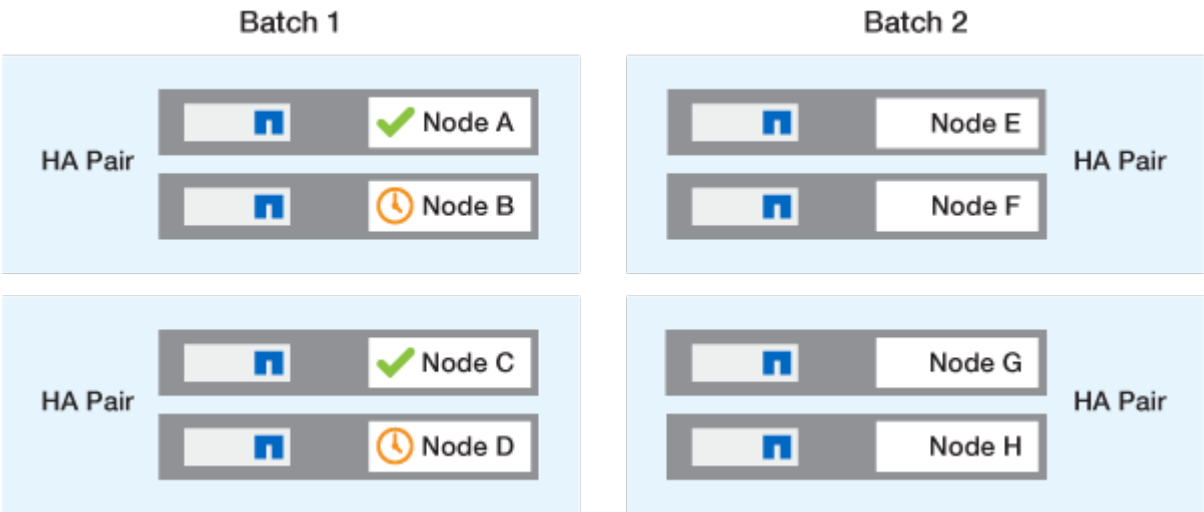 Batch 1
Batch 2
HA Pair
Node A
Node B
Node E
Node F
HA Pair
HA Pair
Node C
Node D
Node G
Node H
HA Pair